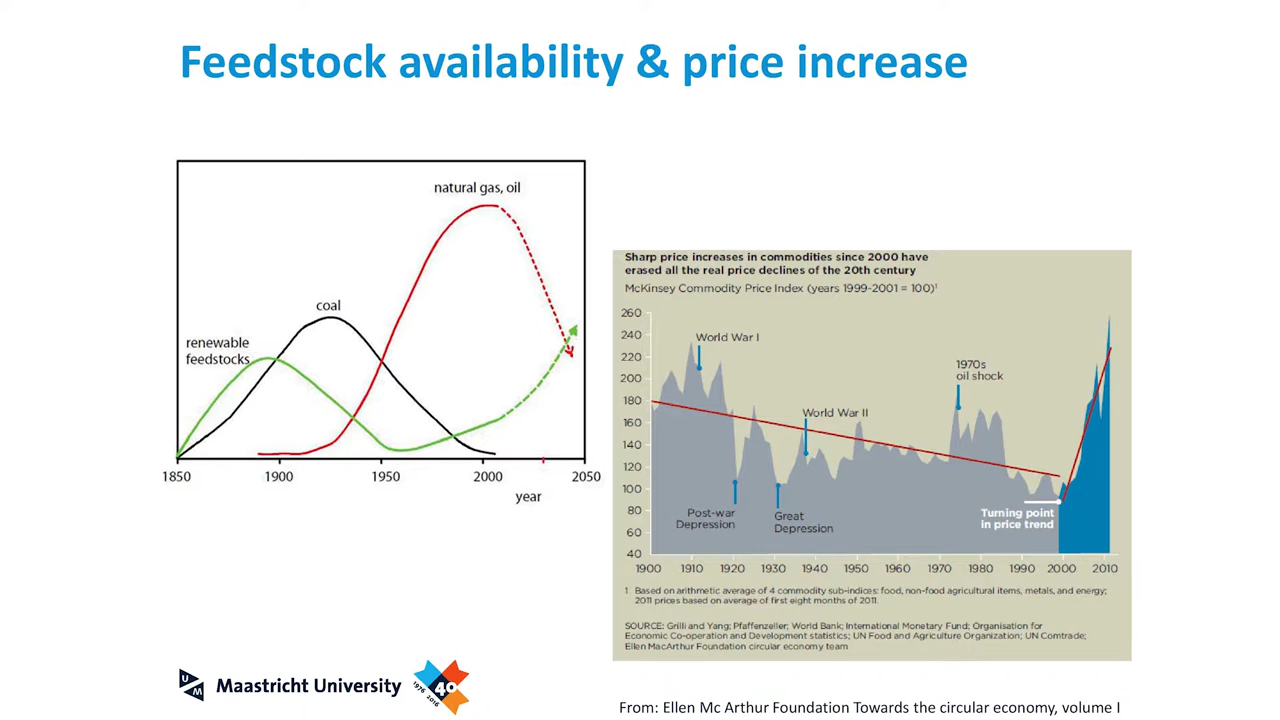 Feedstock availability & price increase
natural gas, oil
coal
renewable
feedstocks
1850
1900
1950
2000
2050
year
Sharp price increases in commodities since 2000 have
erased all the real price declines of the 20th century
McKinsey Commodity Price Index (years 1999-2001 = 100)¹
260
240
220
200
180
160
140
120
100
80
60
40
World War I
1970s
oil shock
World War II
Post-war
Depression
Great
Depression
Turning point
in price trend
1900
1910
1920
1930
1940
1950
1960
1970
1980
1990
2000
2010
1 Based on arithmetic average of 4 commodity sub-indices: food, non-food agricultural items, metals, and energy;
2011 prices based on average of first eight months of 2011.
SOURCE: Grilli and Yang; Pfaffenzeller; World Bank; International Monetary Fund; Organisation for
Economic Co-operation and Development statistics; UN Food and Agriculture Organization; UN Comtrade;
Ellen MacArthur Foundation circular economy team
UM
Maastricht University
40
1976
2016
From: Ellen Mc Arthur Foundation Towards the circular economy, volume I